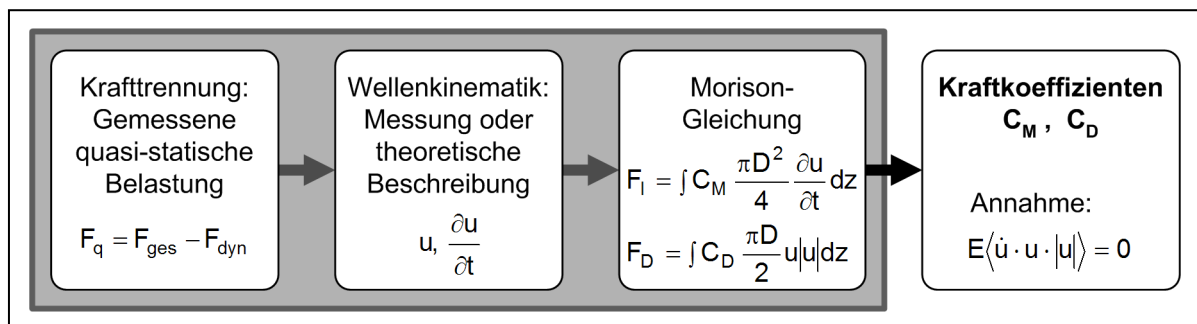 Krafttrennung:
Gemessene
quasi-statische
Belastung
F_q = F_ges − F_dyn
Wellenkinematik:
Messung oder
theoretische
Beschreibung
u, ∂u/∂t
Morison-
Gleichung
F_I = ∫ C_M πD²/4 ∂u/∂t dz
F_D = ∫ C_D πD/2 u|u|dz
Kraftkoeffizienten
C_M , C_D
Annahme:
E⟨u̇ · u · |u|⟩ = 0